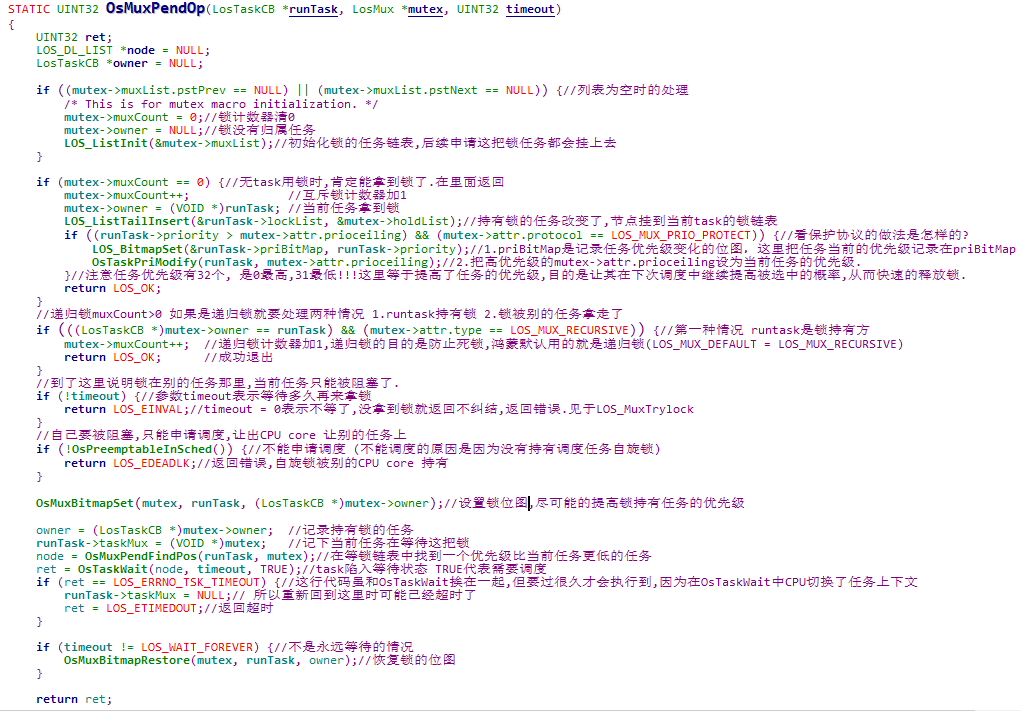 STATIC UINT32 OsMuxPendOp(LosTaskCB *runTask, LosMux *mutex, UINT32 timeout)
{
    UINT32 ret;
    LOS_DL_LIST *node = NULL;
    LosTaskCB *owner = NULL;

    if ((mutex->muxList.pstPrev == NULL) || (mutex->muxList.pstNext == NULL)) {//列表为空时的处理
        /* This is for mutex macro initialization. */
        mutex->muxCount = 0;//锁计数器清0
        mutex->owner = NULL;//锁没有归属任务
        LOS_ListInit(&mutex->muxList);//初始化锁的任务链表,后续申请这把锁任务都会挂上去
    }

    if (mutex->muxCount == 0) {//无task用锁时,肯定能拿到锁了.在里面返回
        mutex->muxCount++;              //互斥锁计数器加1
        mutex->owner = (VOID *)runTask; //当前任务拿到锁
        LOS_ListTailInsert(&runTask->lockList, &mutex->holdList);//持有锁的任务改变了,节点挂到当前task的锁链表
        if ((runTask->priority > mutex->attr.prioceiling) && (mutex->attr.protocol == LOS_MUX_PRIO_PROTECT)) {//看保护协议的做法是怎样的?
            LOS_BitmapSet(&runTask->priBitMap, runTask->priority);//1.priBitMap是记录任务优先级变化的位图，这里把任务当前的优先级记录在priBitMap
            OsTaskPriModify(runTask, mutex->attr.prioceiling);//2.把高优先级的mutex->attr.prioceiling设为当前任务的优先级.
        }//注意任务优先级有32个, 是0最高,31最低!!!这里等于提高了任务的优先级,目的是让其在下次调度中继续提高被选中的概率,从而快速的释放锁.
        return LOS_OK;
    }
    //递归锁muxCount>0 如果是递归锁就要处理两种情况 1.runtask持有锁 2.锁被别的任务拿走了
    if (((LosTaskCB *)mutex->owner == runTask) && (mutex->attr.type == LOS_MUX_RECURSIVE)) {//第一种情况 runtask是锁持有方
        mutex->muxCount++;  //递归锁计数器加1,递归锁的目的是防止死锁,鸿蒙默认用的就是递归锁(LOS_MUX_DEFAULT = LOS_MUX_RECURSIVE)
        return LOS_OK;      //成功退出
    }
    //到了这里说明锁在别的任务那里,当前任务只能被阻塞了.
    if (!timeout) {//参数timeout表示等待多久再来拿锁
        return LOS_EINVAL;//timeout = 0表示不等了,没拿到锁就返回不纠结,返回错误.见于LOS_MuxTrylock
    }
    //自己要被阻塞,只能申请调度,让出CPU core 让别的任务上
    if (!OsPreemptableInSched()) {//不能申请调度 (不能调度的原因是因为没有持有调度任务自旋锁)
        return LOS_EDEADLK;//返回错误,自旋锁被别的CPU core 持有
    }

    OsMuxBitmapSet(mutex, runTask, (LosTaskCB *)mutex->owner);//设置锁位图,尽可能的提高锁持有任务的优先级

    owner = (LosTaskCB *)mutex->owner;  //记录持有锁的任务
    runTask->taskMux = (VOID *)mutex;   //记下当前任务在等待这把锁
    node = OsMuxPendFindPos(runTask, mutex);//在等锁链表中找到一个优先级比当前任务更低的任务
    ret = OsTaskWait(node, timeout, TRUE);//task陷入等待状态 TRUE代表需要调度
    if (ret == LOS_ERRNO_TSK_TIMEOUT) {//这行代码虽和OsTaskWait挨在一起,但要过很久才会执行到,因为在OsTaskWait中CPU切换了任务上下文
        runTask->taskMux = NULL;// 所以重新回到这里时可能已经超时了
        ret = LOS_ETIMEDOUT;//返回超时
    }

    if (timeout != LOS_WAIT_FOREVER) {//不是永远等待的情况
        OsMuxBitmapRestore(mutex, runTask, owner);//恢复锁的位图
    }

    return ret;